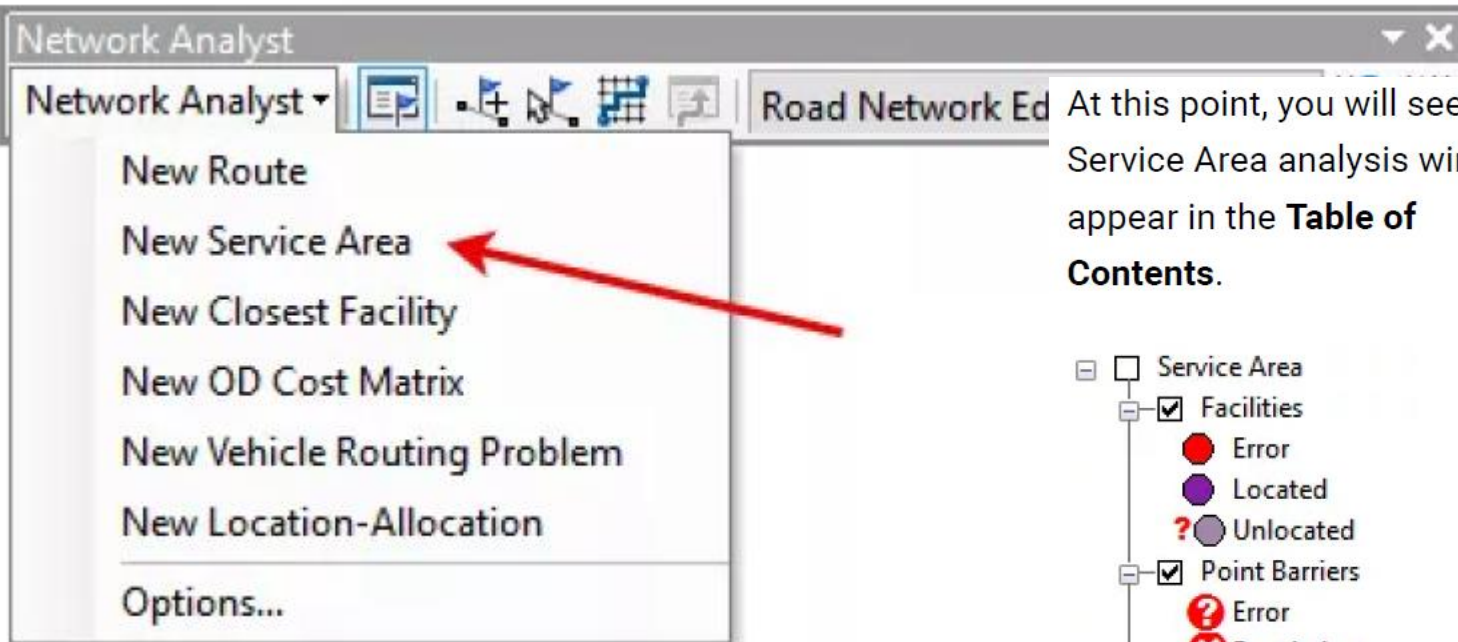 Network Analyst
Network Analyst
Road Network Ed
New Route
New Service Area
New Closest Facility
New OD Cost Matrix
New Vehicle Routing Problem
New Location-Allocation
Options...
At this point, you will see
Service Area analysis
appear in the Table of
Contents.
Service Area
Facilities
Error
Located
? Unlocated
Point Barriers
? Error